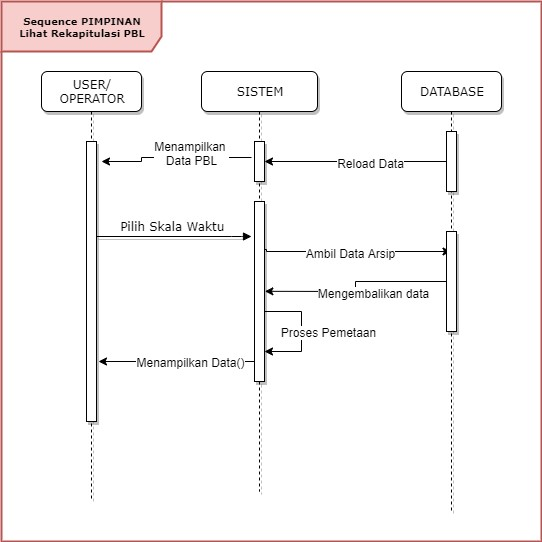 Sequence PIMPINAN
Lihat Rekapitulasi PBL
USER/
OPERATOR
SISTEM
DATABASE
Menampilkan
Data PBL
Reload Data
Pilih Skala Waktu
Ambil Data Arsip
Mengembalikan data
Proses Pemetaan
Menampilkan Data()